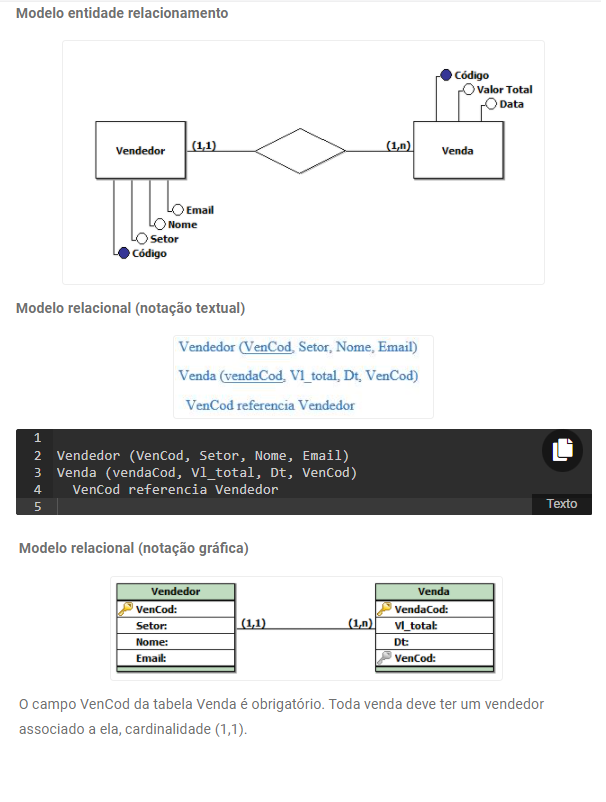 Modelo entidade relacionamento
Código
Valor Total
Data
Vendedor
(1,1)
(1,n)
Venda
Email
Nome
Setor
Código
Modelo relacional (notação textual)
Vendedor (VenCod, Setor, Nome, Email)
Venda (vendaCod, Vl_total, Dt, VenCod)
VenCod referencia Vendedor
1
2 Vendedor (VenCod, Setor, Nome, Email)
3 Venda (vendaCod, Vl_total, Dt, VenCod)
4 VenCod referencia Vendedor
5
Texto
Modelo relacional (notação gráfica)
Vendedor
VenCod:
Setor:
Nome:
Email:
(1,1)
(1,n)
Venda
VendaCod:
Vl_total:
Dt:
VenCod:
O campo VenCod da tabela Venda é obrigatório. Toda venda deve ter um vendedor
associado a ela, cardinalidade (1,1).